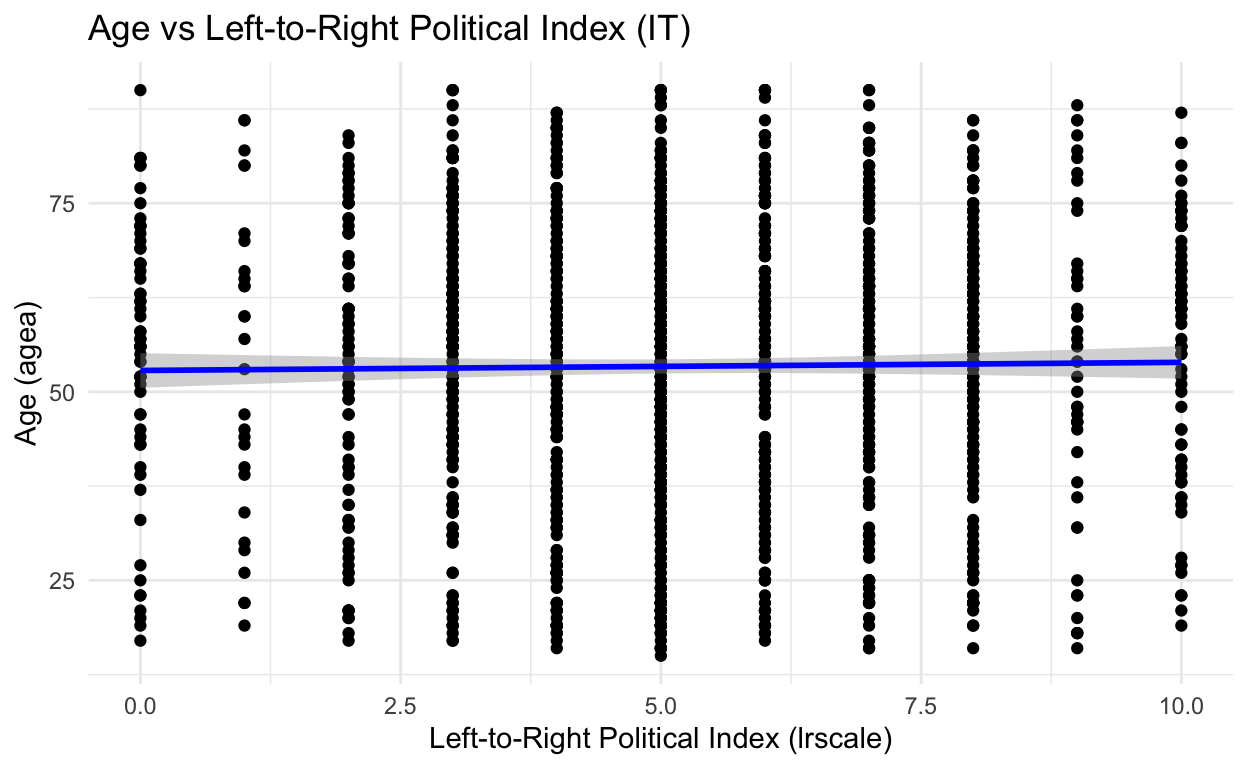 Age vs Left-to-Right Political Index (IT)
Age (agea)
75
50
25
0.0 2.5 5.0 7.5 10.0
Left-to-Right Political Index (lrscale)